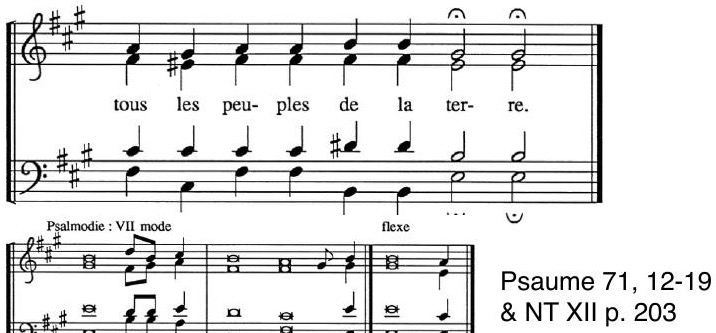 tous les peu- ples de la ter- re.
Psalmodie : VII mode
flexe
Psaume 71, 12-19
& NT XII p. 203